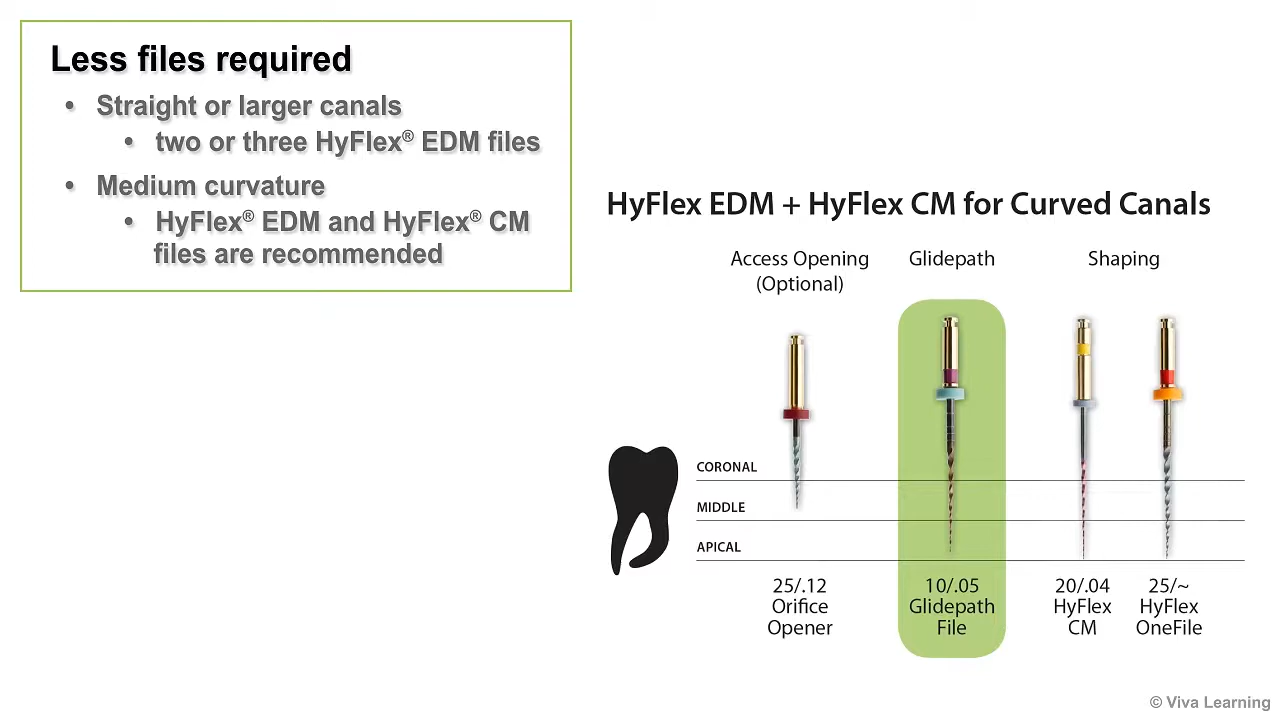 Less files required
• Straight or larger canals
• two or three HyFlex® EDM files
• Medium curvature
• HyFlex® EDM and HyFlex® CM
files are recommended
HyFlex EDM + HyFlex CM for Curved Canals
Access Opening
(Optional)
Glidepath
Shaping
CORONAL
MIDDLE
APICAL
25/.12
Orifice
Opener
10/.05
Glidepath
File
20/.04
HyFlex
CM
25/~
HyFlex
OneFile
© Viva Learning